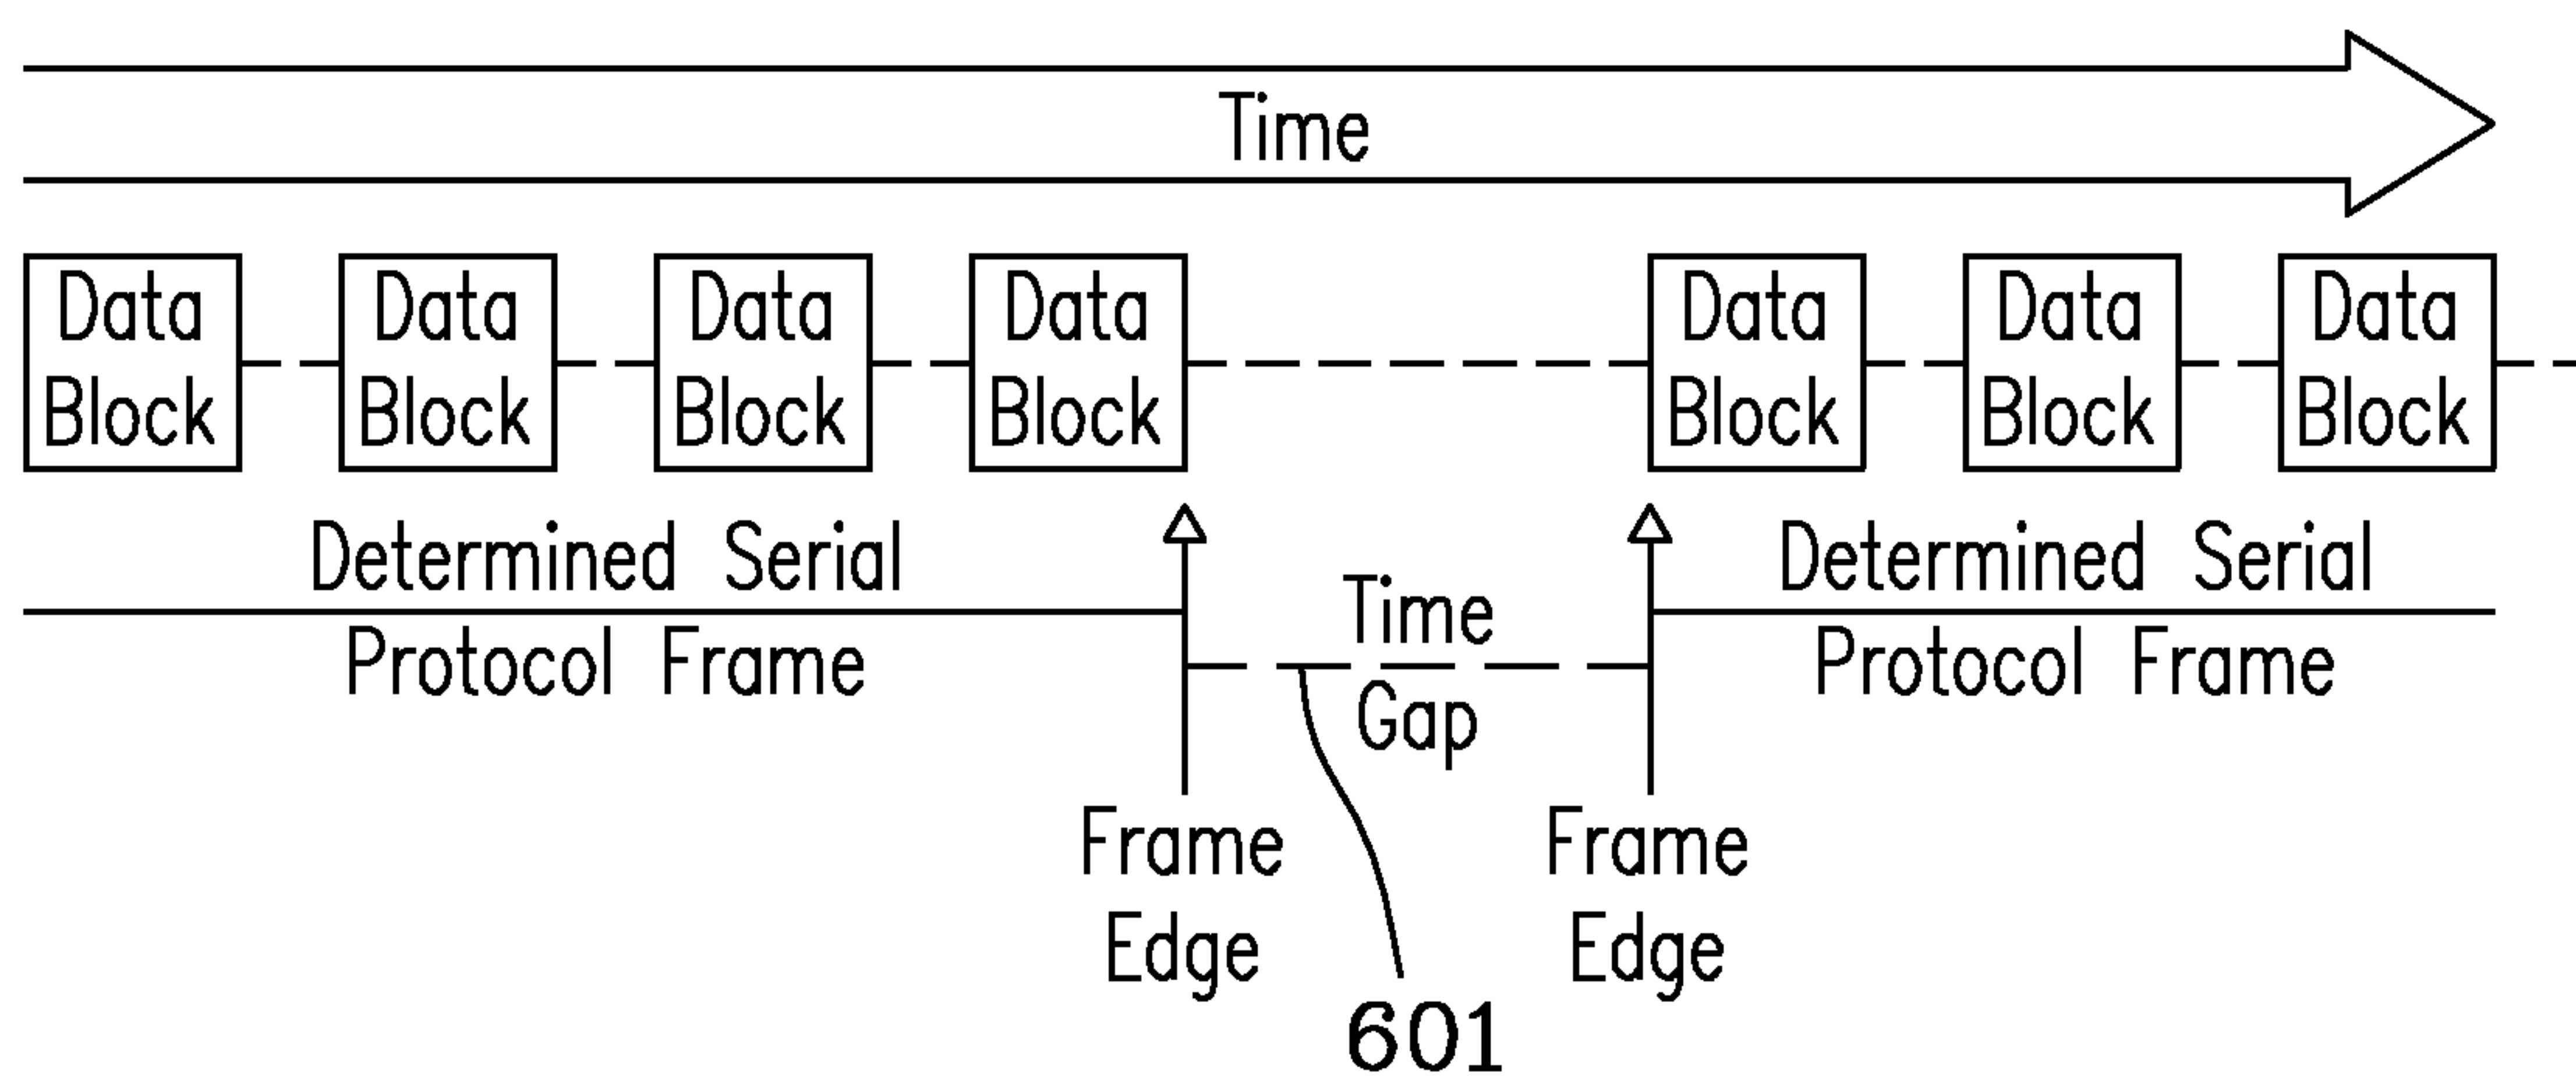 Time
Data Data Data Data Data Data Data
Block Block Block Block Block Block Block
Determined Serial
Protocol Frame
Time
Gap
Determined Serial
Protocol Frame
Frame
Edge
Frame
Edge
601